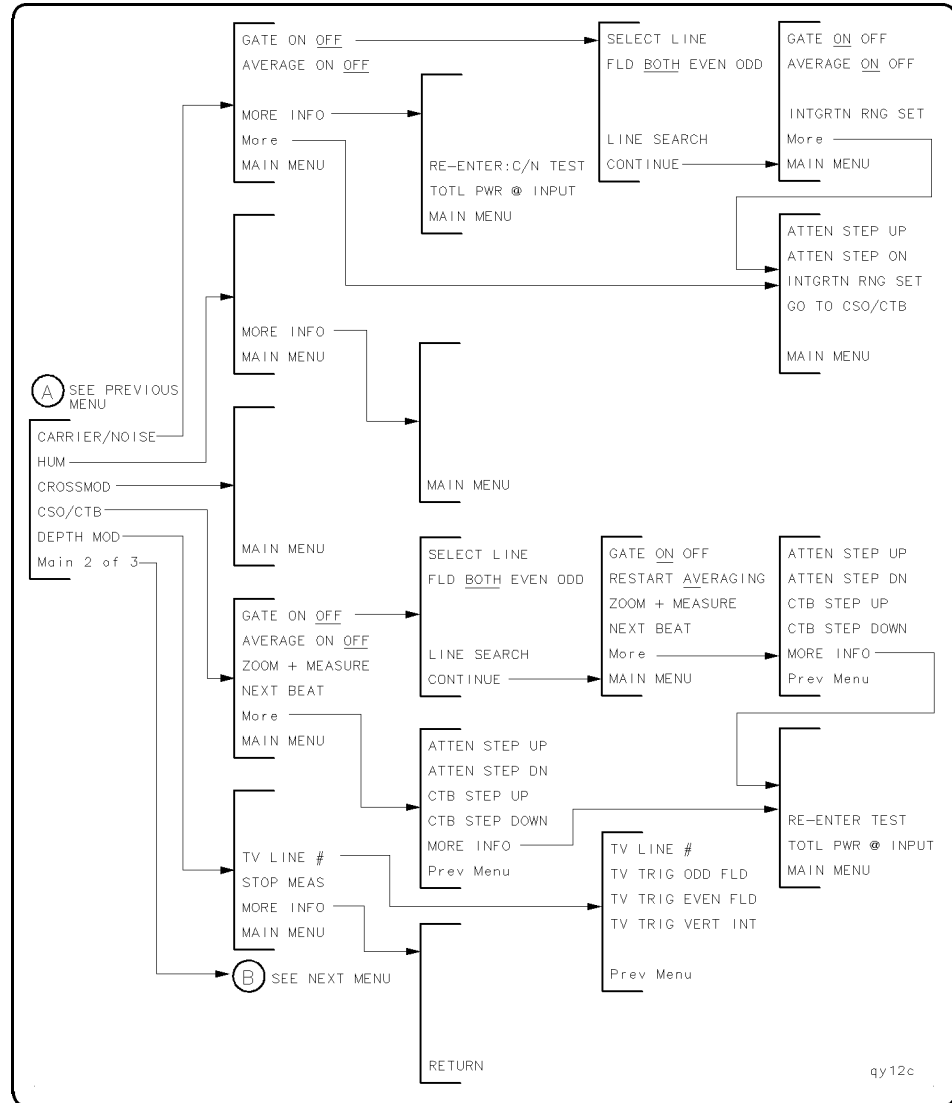 GATE ON OFF
AVERAGE ON OFF
MORE INFO
More
MAIN MENU
SELECT LINE
FLD BOTH EVEN ODD
LINE SEARCH
CONTINUE
GATE ON OFF
AVERAGE ON OFF
INTGRTN RNG SET
More
MAIN MENU
RE-ENTER:C/N TEST
TOTL PWR @ INPUT
MAIN MENU
ATTEN STEP UP
ATTEN STEP ON
INTGRTN RNG SET
GO TO CSO/CTB
MAIN MENU
MORE INFO
MAIN MENU
MAIN MENU
A SEE PREVIOUS
MENU
CARRIER/NOISE
HUM
CROSSMOD
CSO/CTB
DEPTH MOD
Main 2 of 3
MAIN MENU
GATE ON OFF
AVERAGE ON OFF
ZOOM + MEASURE
NEXT BEAT
More
MAIN MENU
SELECT LINE
FLD BOTH EVEN ODD
LINE SEARCH
CONTINUE
GATE ON OFF
RESTART AVERAGING
ZOOM + MEASURE
NEXT BEAT
More
MAIN MENU
ATTEN STEP UP
ATTEN STEP DN
CTB STEP UP
CTB STEP DOWN
MORE INFO
Prev Menu
ATTEN STEP UP
ATTEN STEP DN
CTB STEP UP
CTB STEP DOWN
MORE INFO
Prev Menu
RE-ENTER TEST
TOTL PWR @ INPUT
MAIN MENU
TV LINE #
STOP MEAS
MORE INFO
MAIN MENU
TV LINE #
TV TRIG ODD FLD
TV TRIG EVEN FLD
TV TRIG VERT INT
Prev Menu
B SEE NEXT MENU
RETURN
qy12c